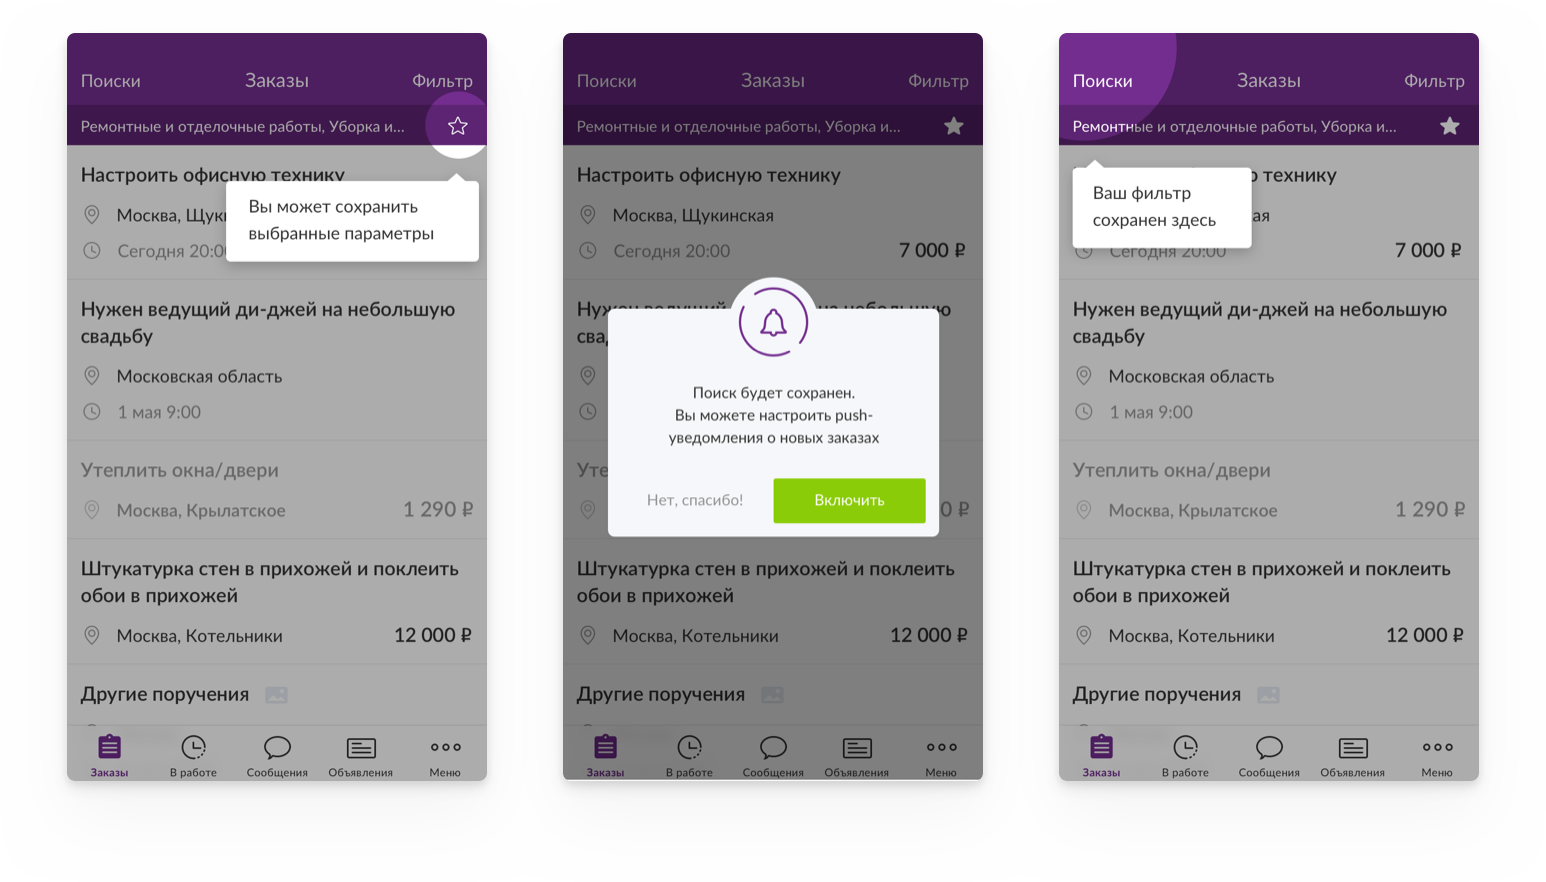 Поиски
Заказы
Фильтр
Ремонтные и отделочные работы, Уборка и...
Настроить офисную технику
Москва, Щук
Сегодня 20:0
Вы может сохранить
выбранные параметры
Нужен ведущий ди-джей на небольшую
свадьбу
Московская область
1 мая 9:00
Утеплить окна/двери
Москва, Крылатское
1 290 ₽
Штукатурка стен в прихожей и поклеить
обои в прихожей
Москва, Котельники
12 000 ₽
Другие поручения
Заказы
В работе
Сообщения
Объявления
Меню
Поиски
Заказы
Фильтр
Ремонтные и отделочные работы, Уборка и...
Настроить офисную технику
Москва, Щукинская
Сегодня 20:00
7 000 ₽
Нужен ведущий на небольшую
сва
Поиск будет сохранен.
Вы можете настроить push-
уведомления о новых заказах
Нет, спасибо!
Включить
Уте
0 ₽
Штукатурка стен в прихожей и поклеить
обои в прихожей
Москва, Котельники
12 000 ₽
Другие поручения
Заказы
В работе
Сообщения
Объявления
Меню
Поиски
Заказы
Фильтр
Ремонтные и отделочные работы, Уборка и...
ю технику
ая
Ваш фильтр
сохранен здесь
Сегодня 20:00
7 000 ₽
Нужен ведущий ди-джей на небольшую
свадьбу
Московская область
1 мая 9:00
Утеплить окна/двери
Москва, Крылатское
1 290 ₽
Штукатурка стен в прихожей и поклеить
обои в прихожей
Москва, Котельники
12 000 ₽
Другие поручения
Заказы
В работе
Сообщения
Объявления
Меню